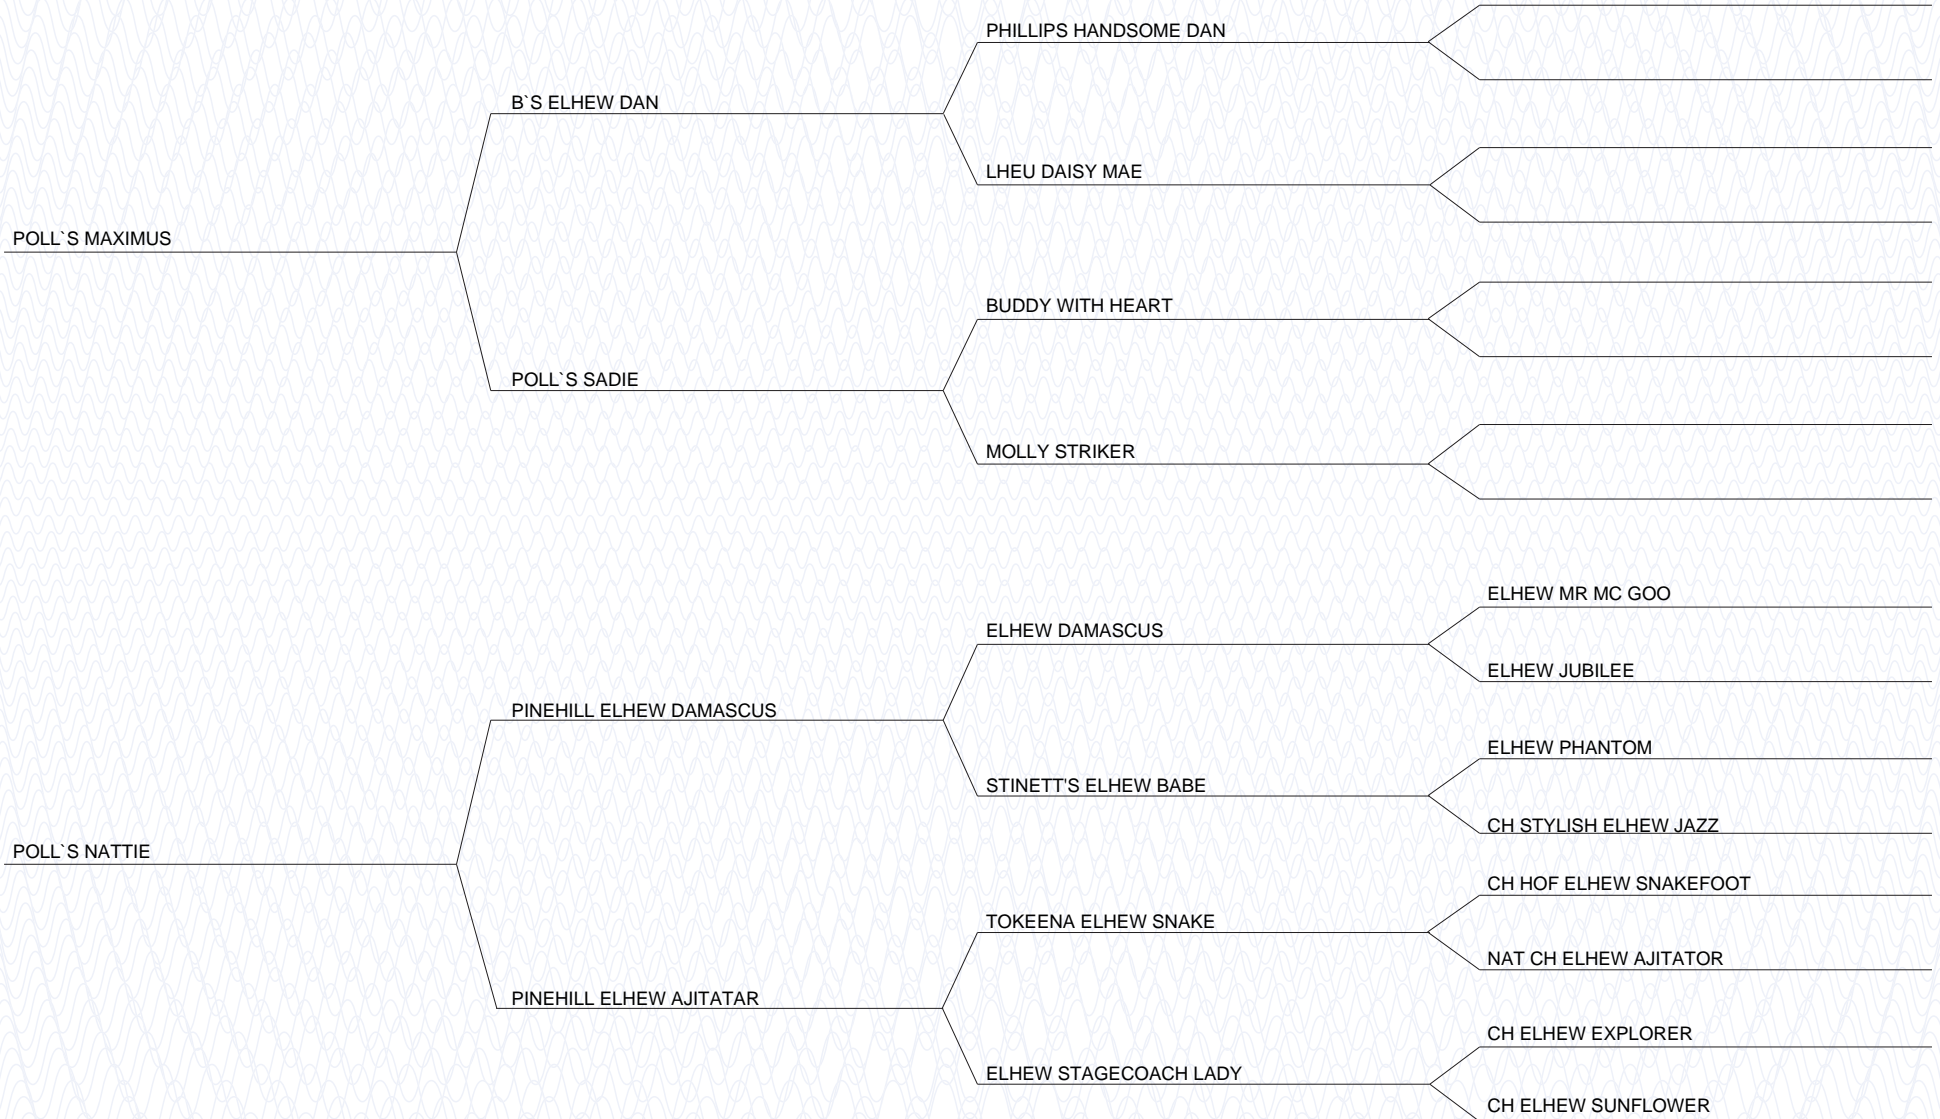 PHILLIPS HANDSOME DAN
B`S ELHEW DAN
LHEU DAISY MAE
POLL`S MAXIMUS
BUDDY WITH HEART
POLL`S SADIE
MOLLY STRIKER
ELHEW MR MC GOO
ELHEW DAMASCUS
ELHEW JUBILEE
PINEHILL ELHEW DAMASCUS
ELHEW PHANTOM
STINETT'S ELHEW BABE
CH STYLISH ELHEW JAZZ
POLL`S NATTIE
CH HOF ELHEW SNAKEFOOT
TOKEENA ELHEW SNAKE
NAT CH ELHEW AJITATOR
PINEHILL ELHEW AJITATAR
CH ELHEW EXPLORER
ELHEW STAGECOACH LADY
CH ELHEW SUNFLOWER